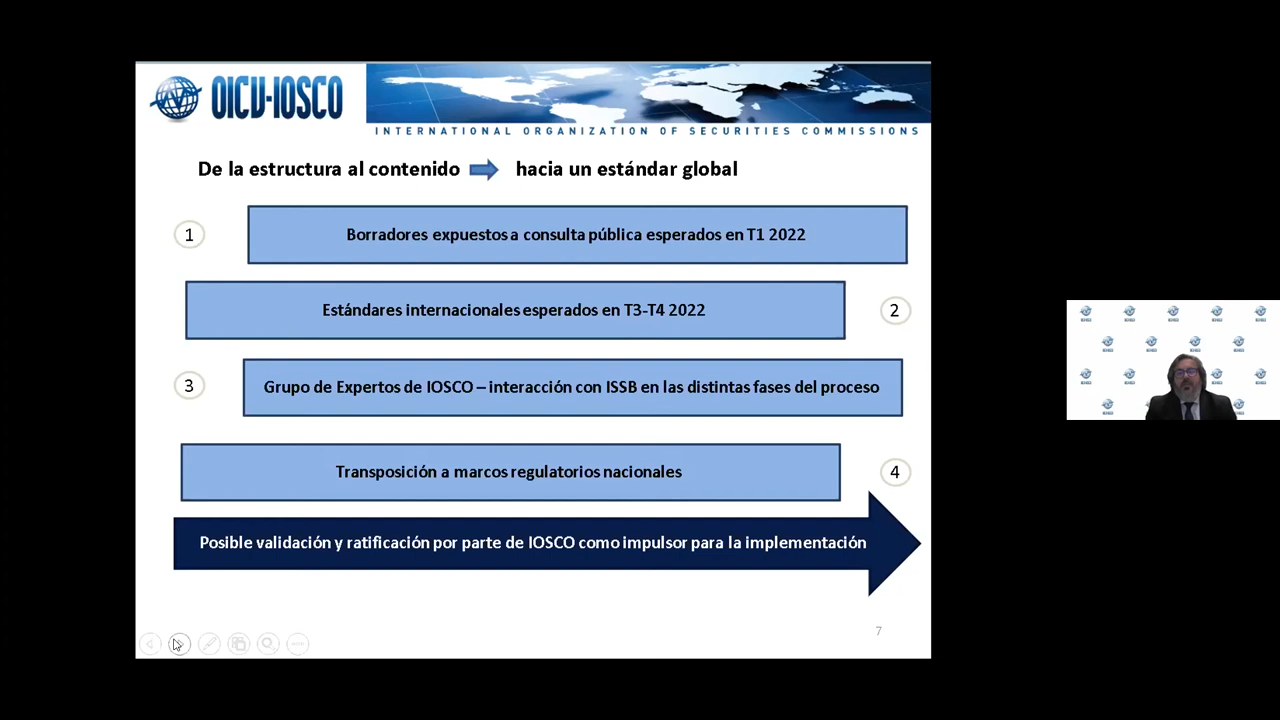 OICU-IOSCO
INTERNATIONAL ORGANIZATION OF SECURITIES COMMISSIONS
De la estructura al contenido hacia un estándar global
1
Borradores expuestos a consulta pública esperados en T1 2022
Estándares internacionales esperados en T3-T4 2022
2
3
Grupo de Expertos de IOSCO – interacción con ISSB en las distintas fases del proceso
Transposición a marcos regulatorios nacionales
4
Posible validación y ratificación por parte de IOSCO como impulsor para la implementación
7